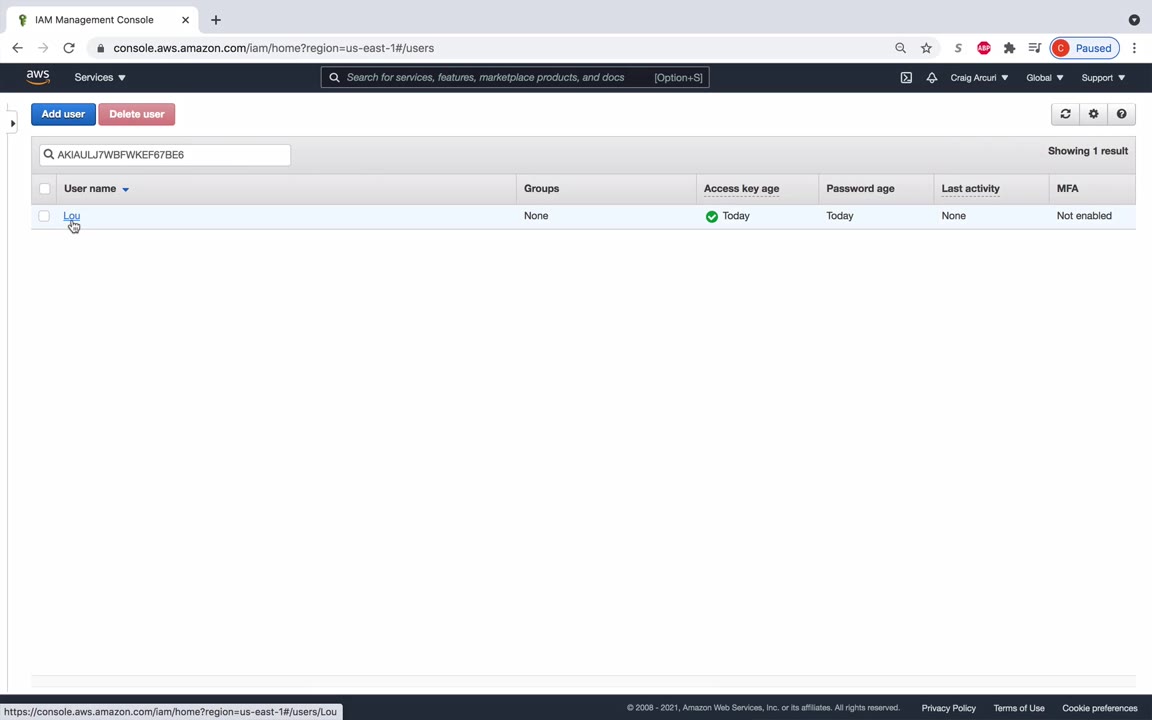 IAM Management Console
console.aws.amazon.com/iam/home?region=us-east-1#/users
S
ABP
C Paused
aws Services Search for services, features, marketplace products, and docs [Option+S] Craig Arcuri Global Support
Add user Delete user
AKIAULJ7WBFWKEF67BE6 Showing 1 result
User name Groups Access key age Password age Last activity MFA
Lou None Today Today None Not enabled
https://console.aws.amazon.com/iam/home?region=us-east-1#/users/Lou
© 2008 - 2021, Amazon Web Services, Inc. or its affiliates. All rights reserved. Privacy Policy Terms of Use Cookie preferences